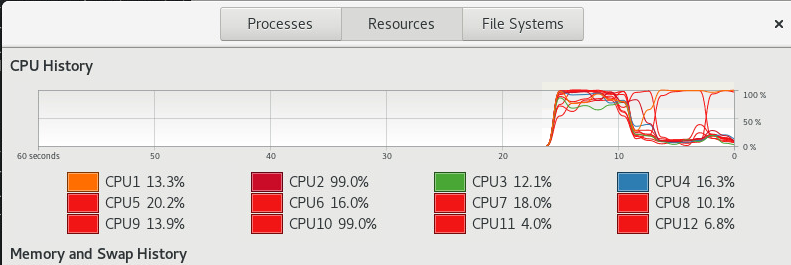 Processes Resources File Systems ×
CPU History
100 %
50 %
0 %
60 seconds 50 40 30 20 10 0
CPU1 13.3% CPU2 99.0% CPU3 12.1% CPU4 16.3%
CPU5 20.2% CPU6 16.0% CPU7 18.0% CPU8 10.1%
CPU9 13.9% CPU10 99.0% CPU11 4.0% CPU12 6.8%
Memory and Swap History